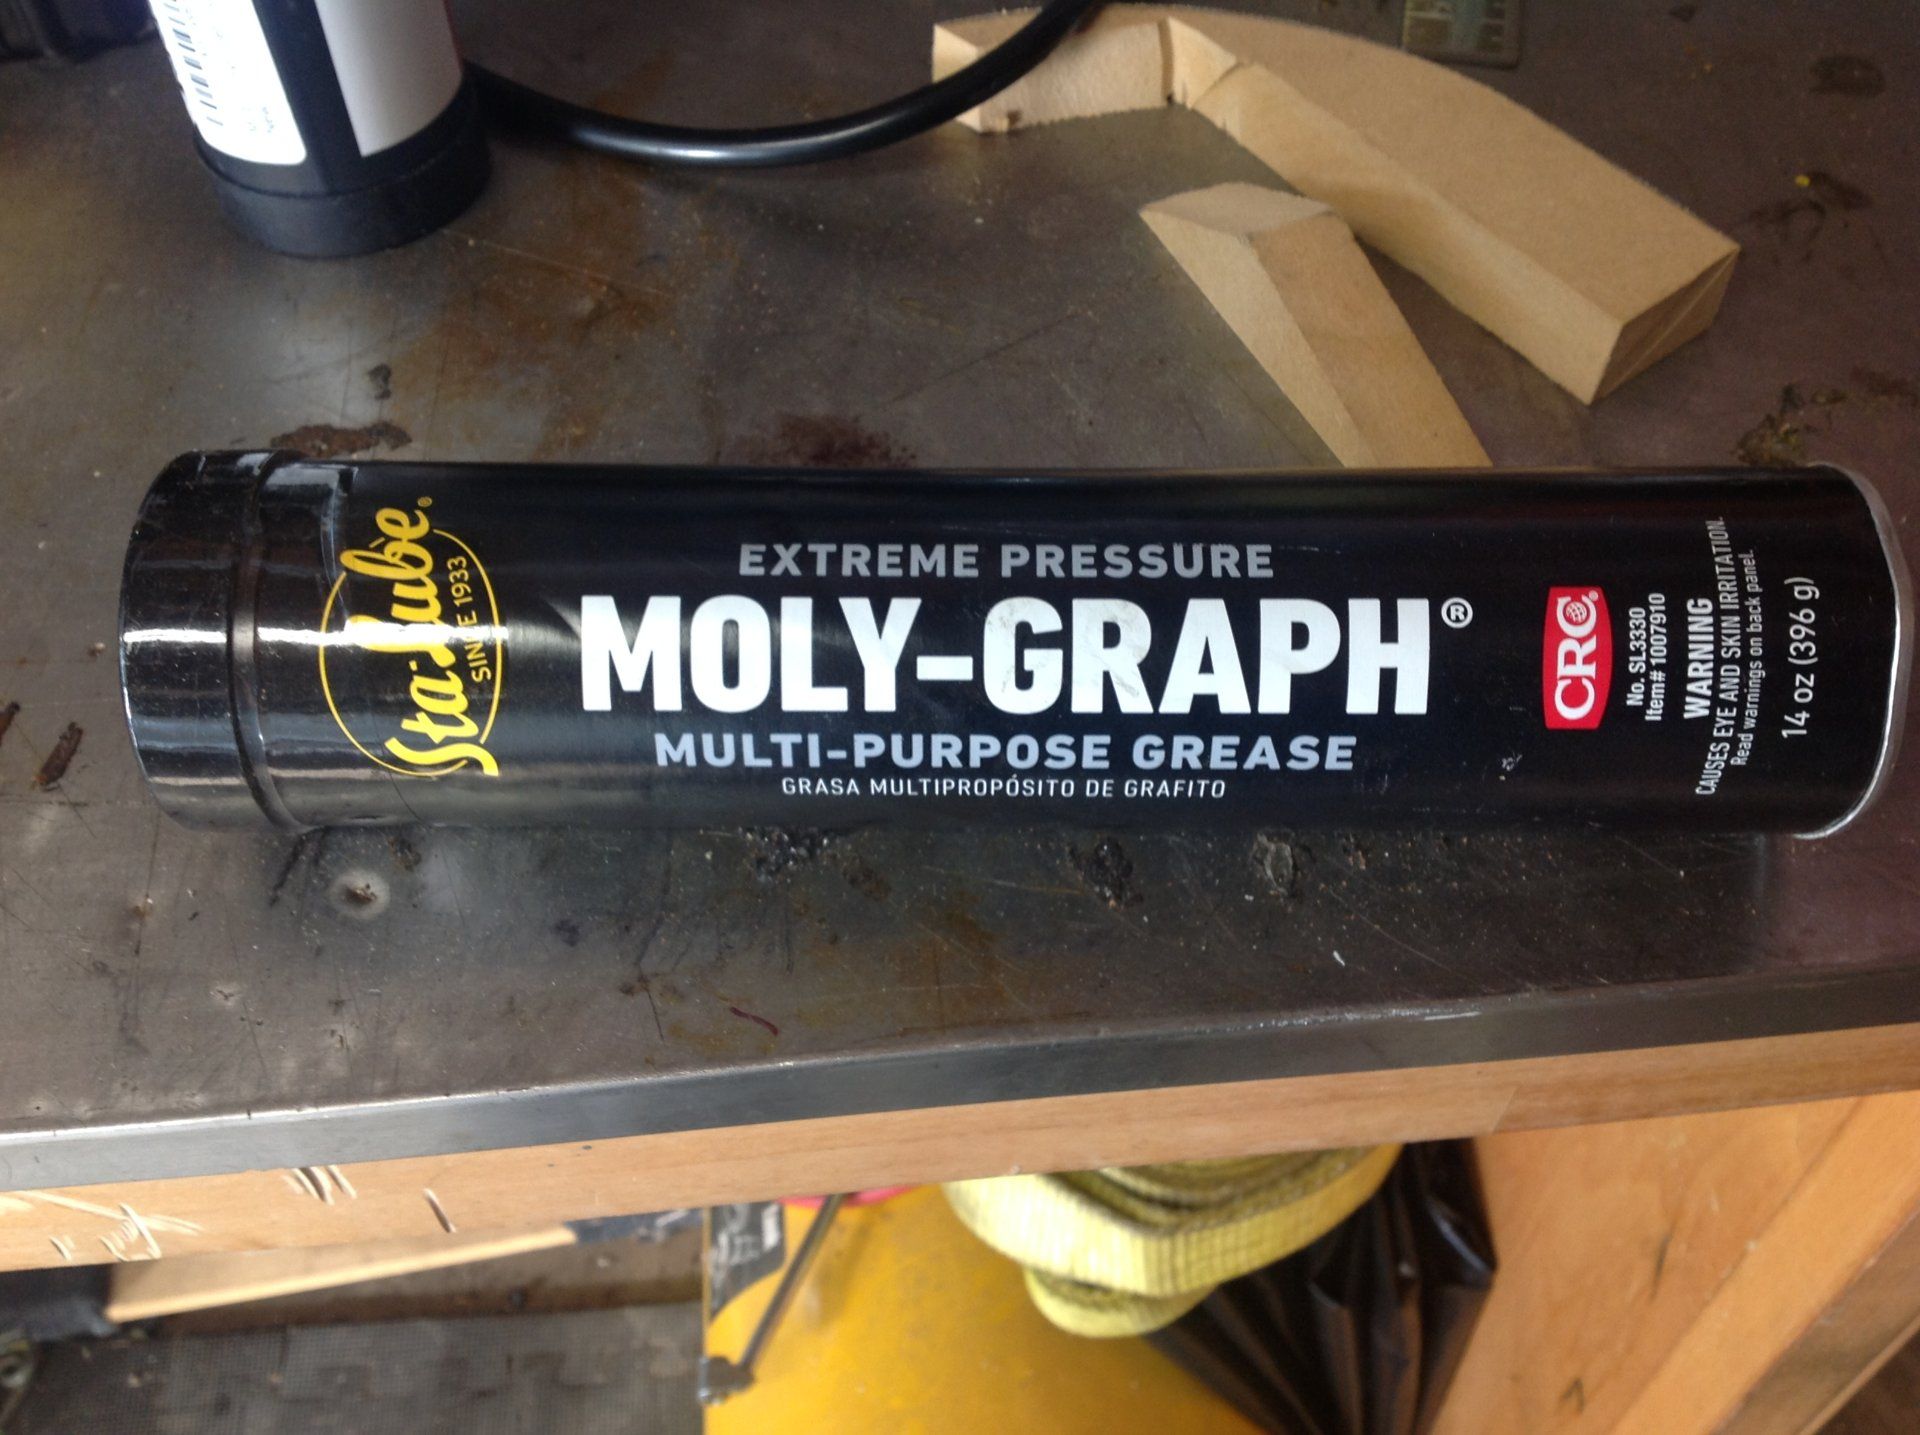 Sta-Lube®
SINCE 1933
EXTREME PRESSURE
MOLY-GRAPH®
MULTI-PURPOSE GREASE
GRASA MULTIPROPÓSITO DE GRAFITO
CRC®
No. SL3330
Item# 1007910
WARNING
CAUSES EYE AND SKIN IRRITATION.
Read warnings on back panel.
14 oz (396 g)